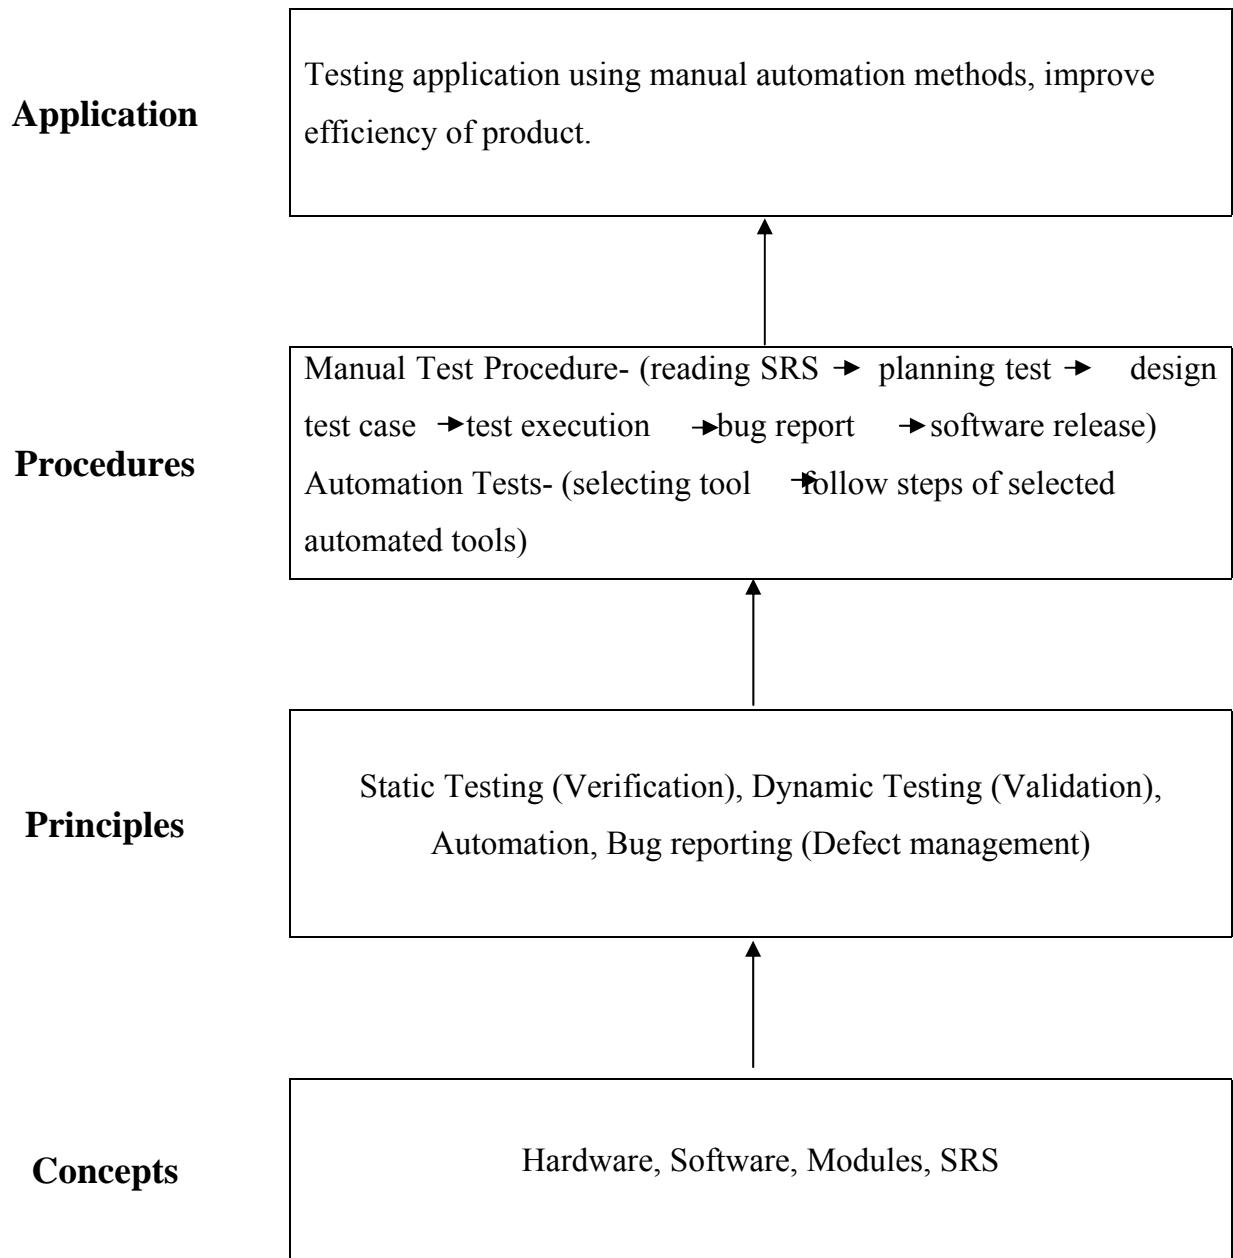 Application
Testing application using manual automation methods, improve
efficiency of product.
Procedures
Manual Test Procedure- (reading SRS → planning test → design
test case → test execution → bug report → software release)
Automation Tests- (selecting tool → follow steps of selected
automated tools)
Principles
Static Testing (Verification), Dynamic Testing (Validation),
Automation, Bug reporting (Defect management)
Concepts
Hardware, Software, Modules, SRS